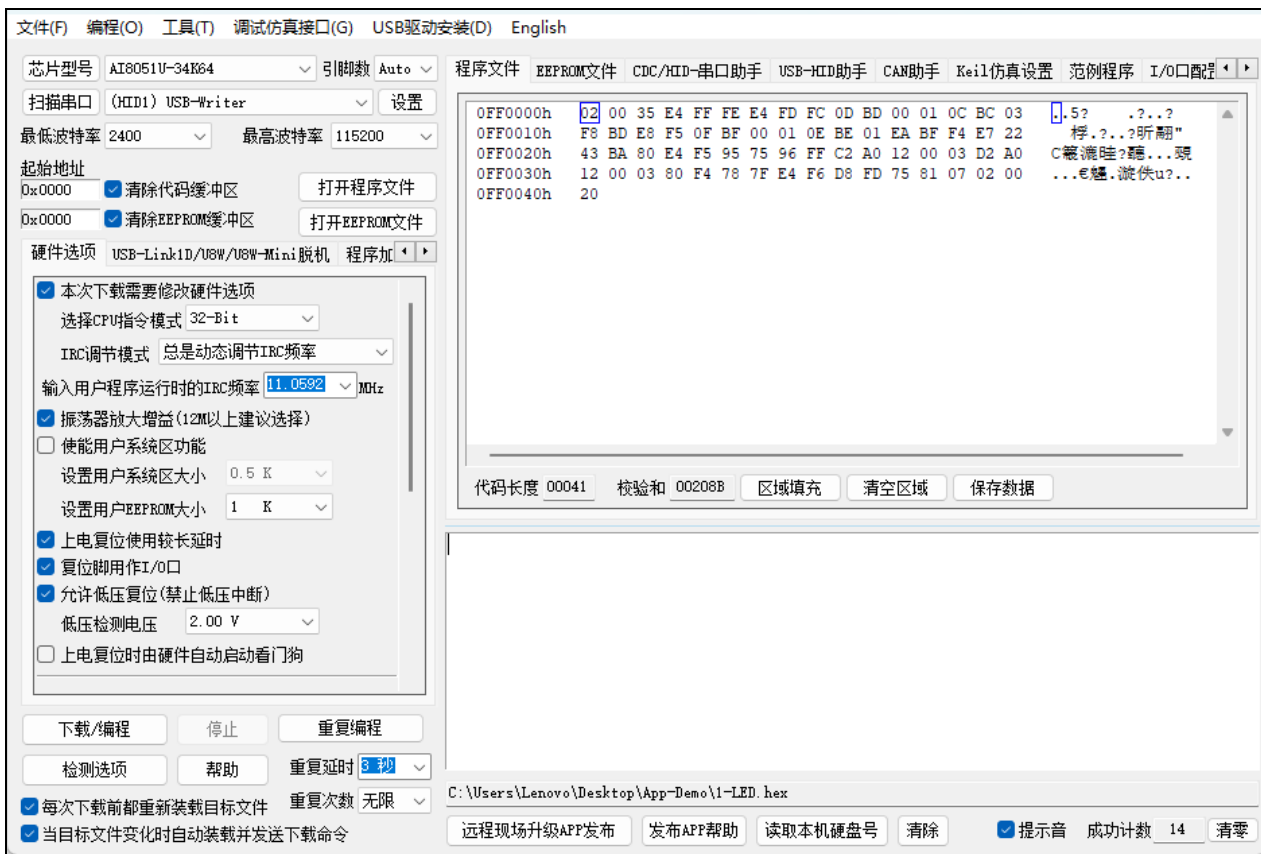 文件(F) 编程(O) 工具(T) 调试仿真接口(G) USB驱动安装(D) English
芯片型号 AI8051U-34K64 引脚数 Auto
扫描串口 (HID1) USB-Writer 设置
最低波特率 2400 最高波特率 115200
起始地址
0x0000 清除代码缓冲区 打开程序文件
0x0000 清除EEPROM缓冲区 打开EEPROM文件
硬件选项 USB-Link1D/U8W/U8W-Mini脱机 程序加
本次下载需要修改硬件选项
选择CPU指令模式 32-Bit
IRC调节模式 总是动态调节IRC频率
输入用户程序运行时的IRC频率 11.0592 MHz
振荡器放大增益(12M以上建议选择)
使能用户系统区功能
设置用户系统区大小 0.5 K
设置用户EEPROM大小 1 K
上电复位使用较长延时
复位脚用作I/O口
允许低压复位(禁止低压中断)
低压检测电压 2.00 V
上电复位时由硬件自动启动看门狗
下载/编程 停止 重复编程
检测选项 帮助 重复延时 3 秒
每次下载前都重新装载目标文件 重复次数 无限
当目标文件变化时自动装载并发送下载命令
程序文件 EEPROM文件 CDC/HID-串口助手 USB-HID助手 CAN助手 Keil仿真设置 范例程序 I/O口配置
0FF0000h 02 00 35 E4 FF FE E4 FD FC 0D BD 00 01 0C BC 03 ..5? .?..?
0FF0010h F8 BD E8 F5 0F BF 00 01 0E BE 01 EA BF F4 E7 22 桴.?..?昕翮"
0FF0020h 43 BA 80 E4 F5 95 75 96 FF C2 A0 12 00 03 D2 A0
0FF0030h 12 00 03 80 F4 78 7F E4 F6 D8 FD 75 81 07 02 00
0FF0040h 20
代码长度 00041 校验和 00208B 区域填充 清空区域 保存数据
C:\Users\Lenovo\Desktop\App-Demo\1-LED.hex
远程现场升级APP发布 发布APP帮助 读取本机硬盘号 清除 提示音 成功计数 14 清零